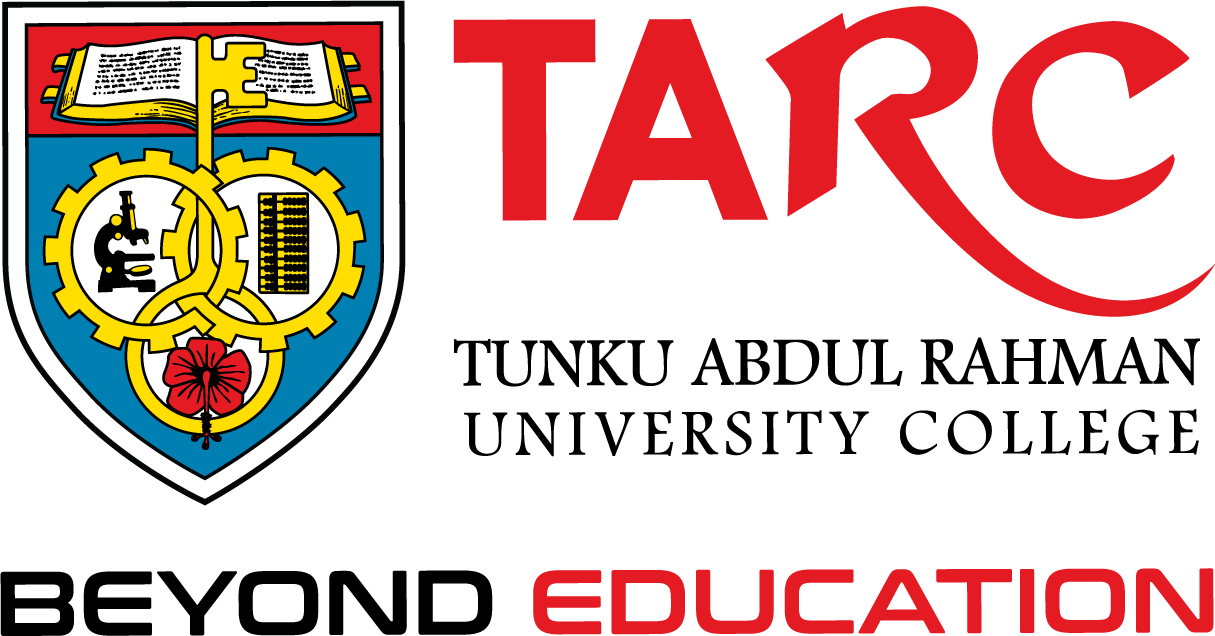 TARC
TUNKU ABDUL RAHMAN
UNIVERSITY COLLEGE
BEYOND EDUCATION